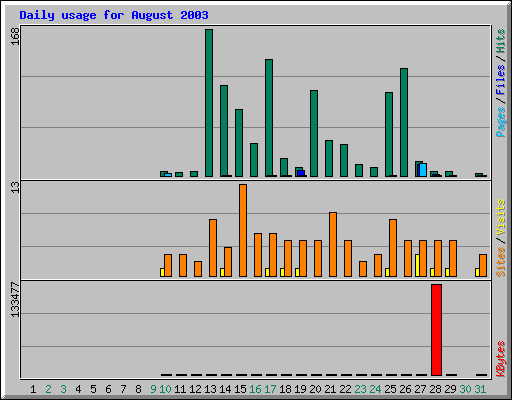 Daily usage for August 2003
168
13
133477
Pages/Files/Hits
Sites/Visits
KBytes
1 2 3 4 5 6 7 8 9 10 11 12 13 14 15 16 17 18 19 20 21 22 23 24 25 26 27 28 29 30 31